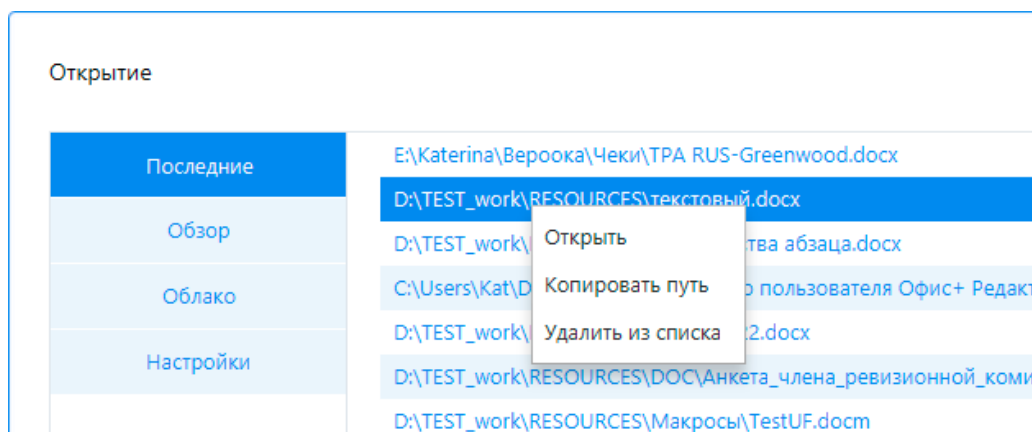 Открытие
Последние
Обзор
Облако
Настройки
E:\Katerina\Вероока\Чеки\TPA RUS-Greenwood.docx
D:\TEST_work\RESOURCES\текстовый.docx
D:\TEST_work\ тва абзаца.docx
C:\Users\Kat\D о пользователя Офис+ Редакт
D:\TEST_work\ 22.docx
D:\TEST_work\RESOURCES\DOC\Анкета_члена_ревизионной_коми
D:\TEST_work\RESOURCES\Макросы\TestUF.docm
Открыть
Копировать путь
Удалить из списка